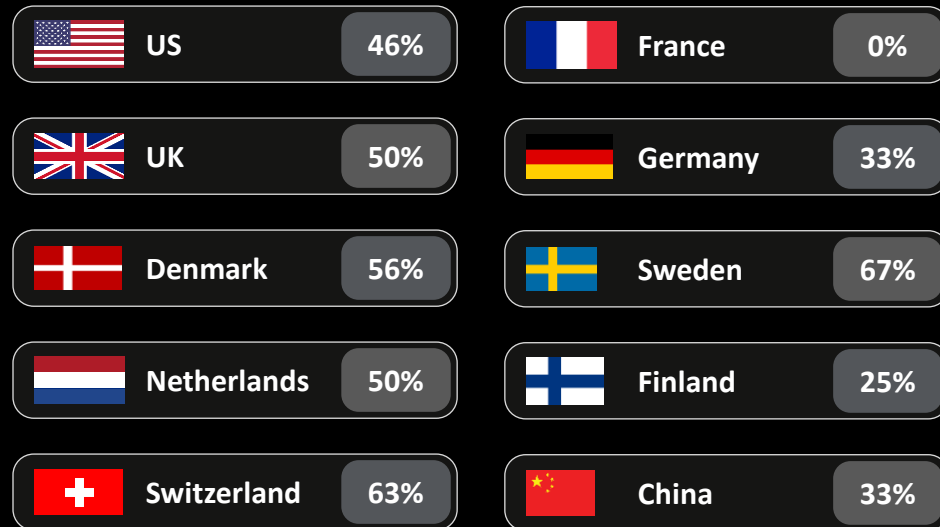 US 46%
France 0%
UK 50%
Germany 33%
Denmark 56%
Sweden 67%
Netherlands 50%
Finland 25%
Switzerland 63%
China 33%